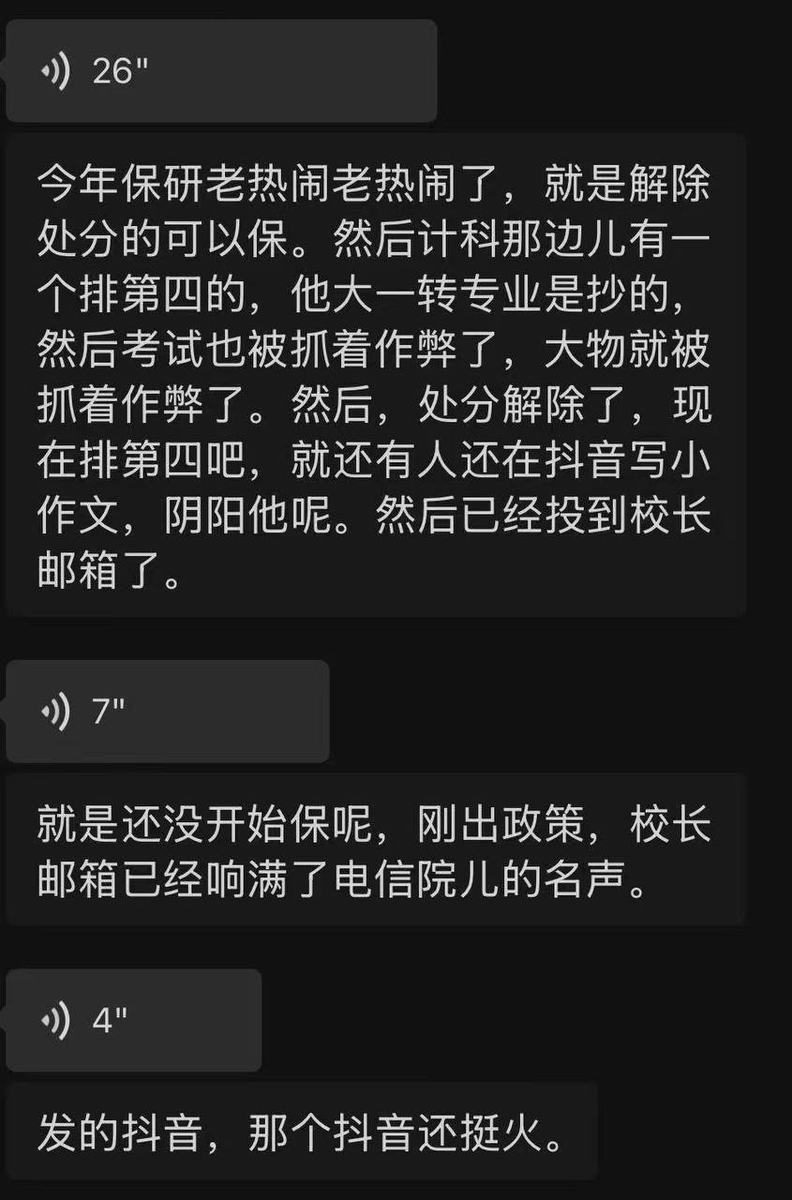 26"
今年保研老热闹老热闹了，就是解除
处分的可以保。然后计科那边儿有一
个排第四的，他大一转专业是抄的，
然后考试也被抓着作弊了，大物就被
抓着作弊了。然后，处分解除了，现
在排第四吧，就还有人还在抖音写小
作文，阴阳他呢。然后已经投到校长
邮箱了。
7"
就是还没开始保呢，刚出政策，校长
邮箱已经响满了电信院儿的名声。
4"
发的抖音，那个抖音还挺火。